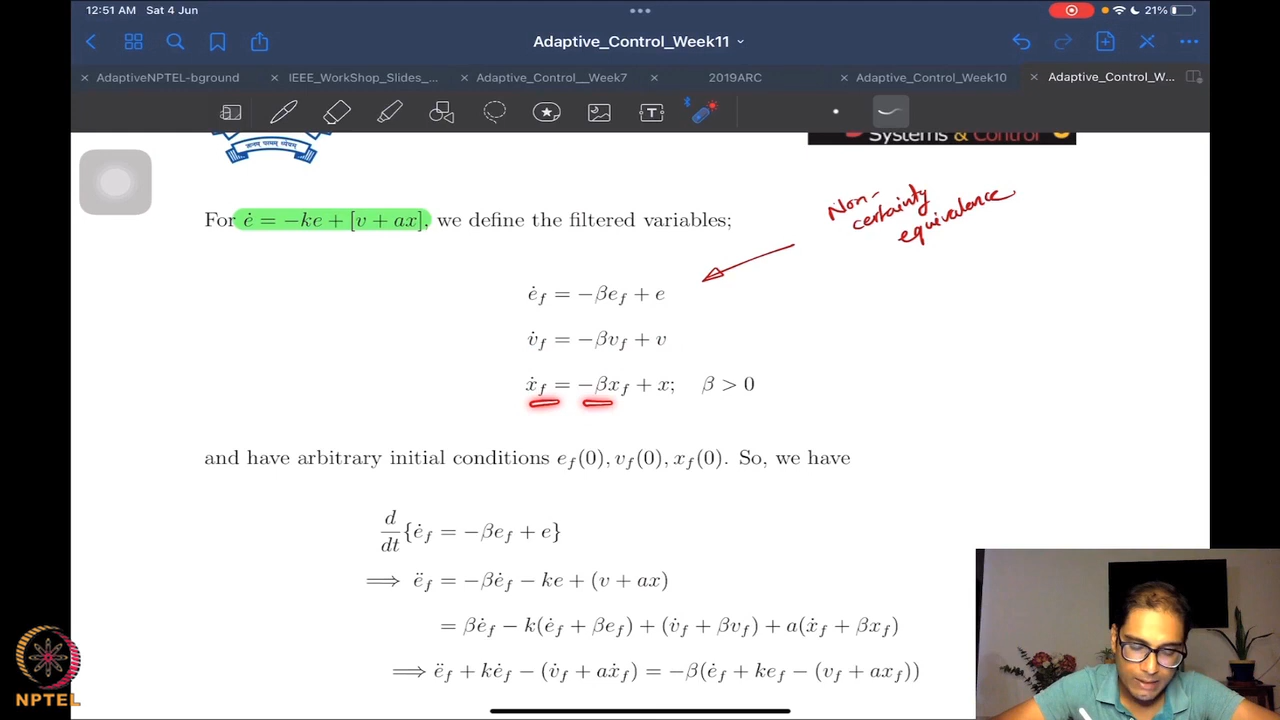 12:51 AM Sat 4 Jun
21%
Adaptive_Control_Week11
AdaptiveNPTEL-bground
IEEE_WorkShop_Slides_...
Adaptive_Control__Week7
2019ARC
Adaptive_Control_Week10
Adaptive_Control_W...
Systems & Control
For ė = −ke + [v + ax], we define the filtered variables;
Non-
certainty
equivalence
ė_f = −βe_f + e
v̇_f = −βv_f + v
ẋ_f = −βx_f + x; β > 0
and have arbitrary initial conditions e_f(0), v_f(0), x_f(0). So, we have
d/dt {ė_f = −βe_f + e}
⟹ ë_f = −βė_f − ke + (v + ax)
= βė_f − k(ė_f + βe_f) + (v̇_f + βv_f) + a(ẋ_f + βx_f)
⟹ ë_f + kė_f − (v̇_f + aẋ_f) = −β(ė_f + ke_f − (v_f + ax_f))
NPTEL